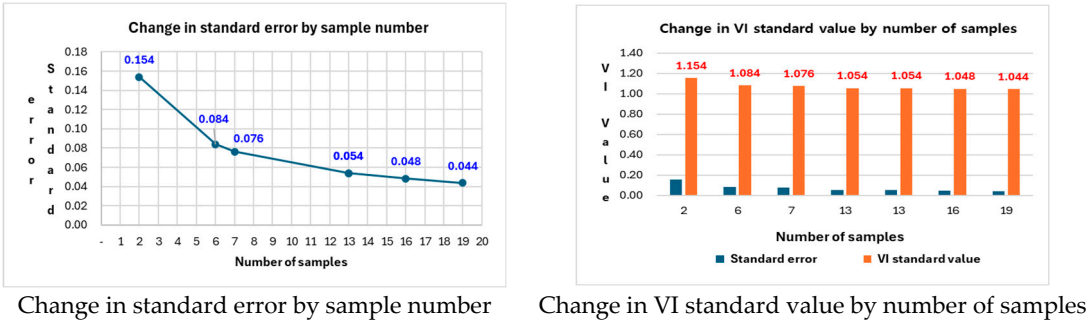 Change in standard error by sample number
Standard error
0.18
0.16
0.14
0.12
0.10
0.08
0.06
0.04
0.02
0.00
0.154
0.084
0.076
0.054
0.048
0.044
- 1 2 3 4 5 6 7 8 9 10 11 12 13 14 15 16 17 18 19 20
Number of samples
Change in standard error by sample number
Change in VI standard value by number of samples
VI Value
1.40
1.20
1.00
0.80
0.60
0.40
0.20
0.00
1.154
1.084
1.076
1.054
1.054
1.048
1.044
2 6 7 13 13 16 19
Number of samples
Standard error VI standard value
Change in VI standard value by number of samples